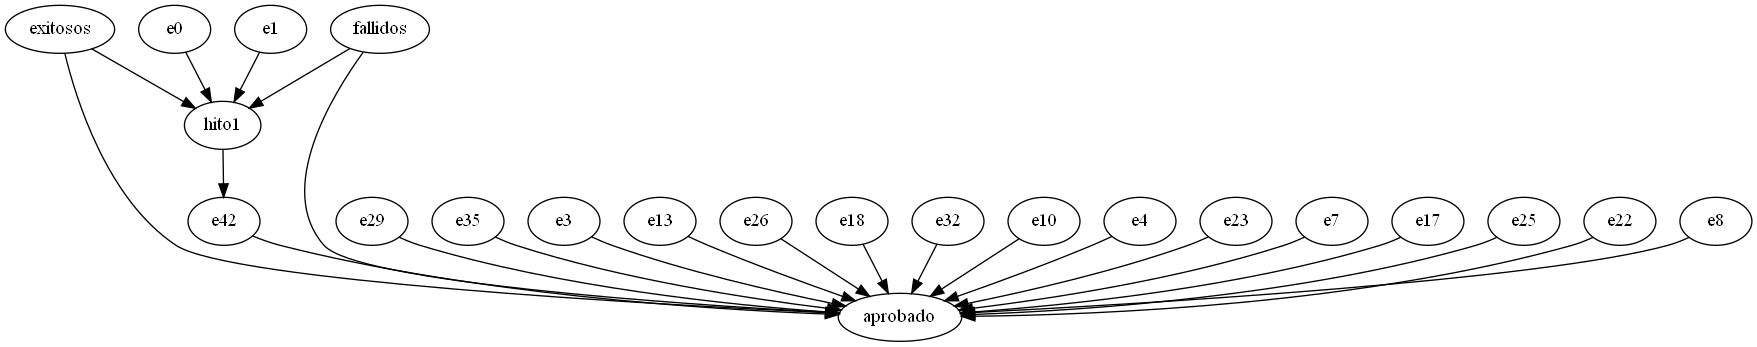 exitosos e0 e1 fallidos
hito1
e42 e29 e35 e3 e13 e26 e18 e32 e10 e4 e23 e7 e17 e25 e22 e8
aprobado